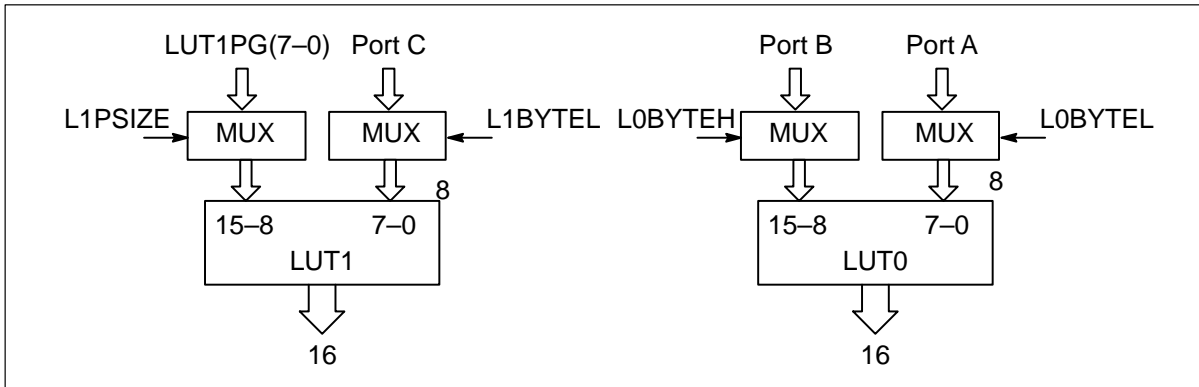 LUT1PG(7–0) Port C Port B Port A
L1PSIZE MUX MUX L1BYTEL L0BYTEH MUX MUX L0BYTEL
8 8
15–8 7–0 15–8 7–0
LUT1 LUT0
16 16